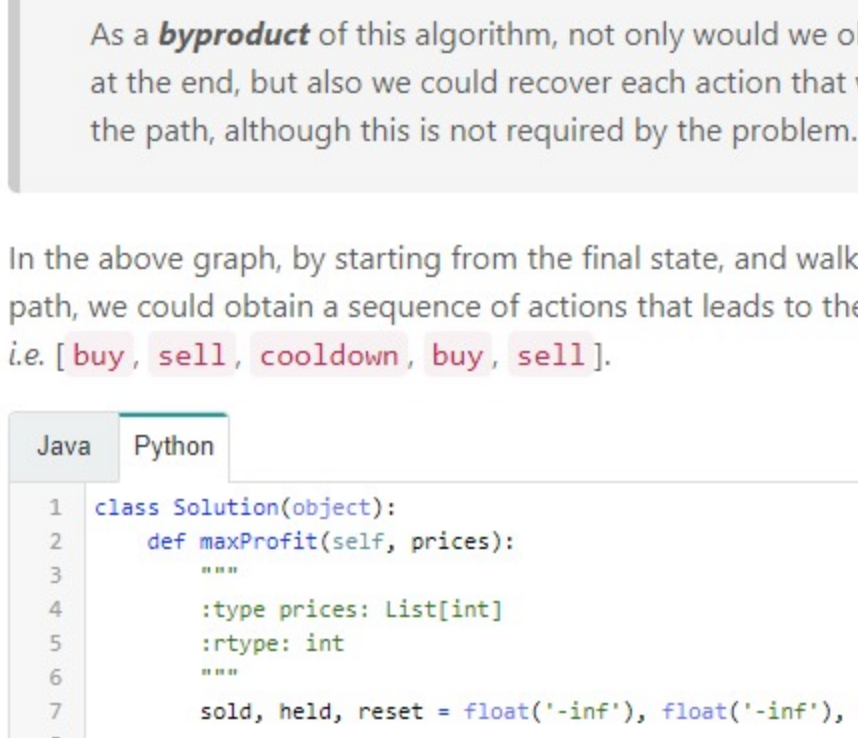 As a byproduct of this algorithm, not only would we
at the end, but also we could recover each action that
the path, although this is not required by the problem.
In the above graph, by starting from the final state, and walk
path, we could obtain a sequence of actions that leads to the
i.e. [buy, sell, cooldown, buy, sell].
Java Python
1 class Solution(object):
2 def maxProfit(self, prices):
3 """
4 :type prices: List[int]
5 :rtype: int
6 """
7 sold, held, reset = float('-inf'), float('-inf'),